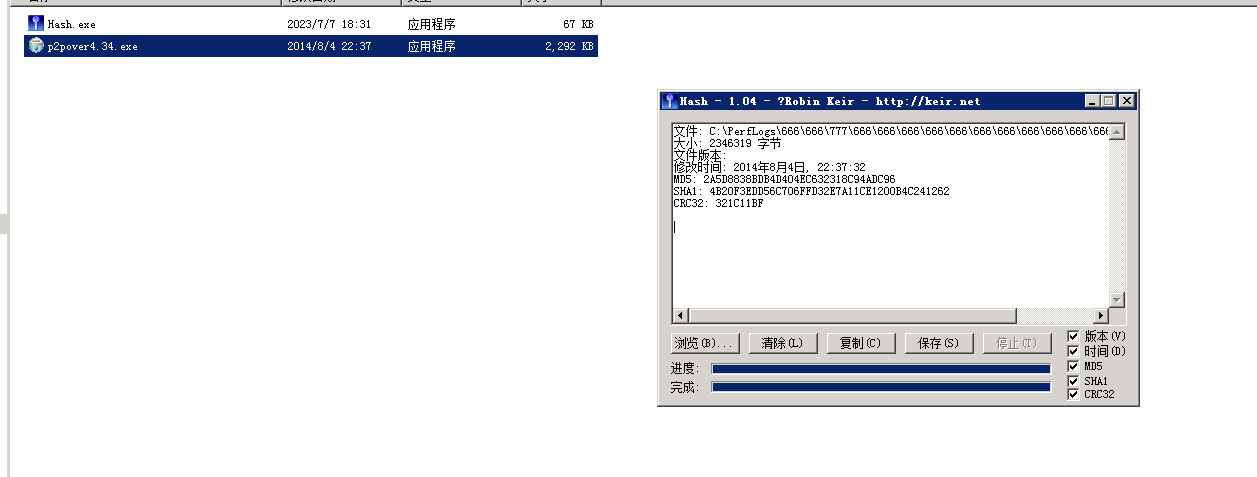 Hash.exe 2023/7/7 18:31 应用程序 67 KB
p2pover4.34.exe 2014/8/4 22:37 应用程序 2,292 KB
Hash - 1.04 - ?Robin Keir - http://keir.net
文件: C:\PerfLogs\666\666\777\666\666\666\666\666\666\666\666\666\666\666
大小: 2346319 字节
文件版本:
修改时间: 2014年8月4日, 22:37:32
MD5: 2A5D8838BDB4D404EC632318C94ADC96
SHA1: 4B20F3EDD56C706FFD32E7A11CE1200B4C241262
CRC32: 321C11BF
浏览(B)... 清除(L) 复制(C) 保存(S) 停止(T)
版本(V)
时间(D)
MD5
SHA1
CRC32
进度:
完成: